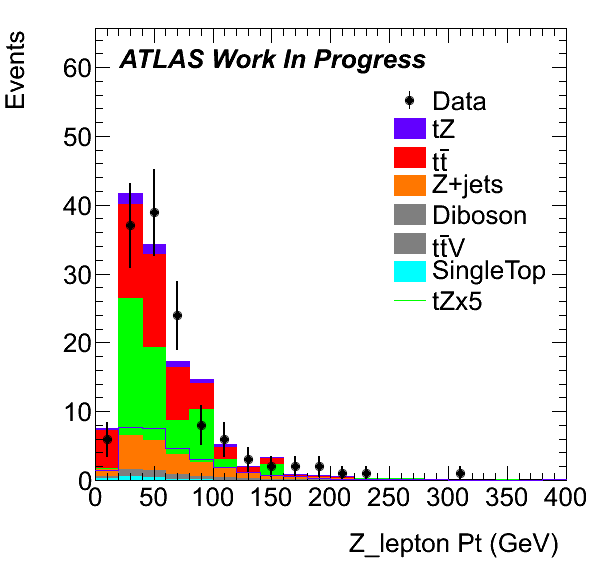 Events
60
50
40
30
20
10
0
ATLAS Work In Progress
Data
tZ
tt̄
Z+jets
Diboson
tt̄V
SingleTop
tZx5
0 50 100 150 200 250 300 350 400
Z_lepton Pt (GeV)